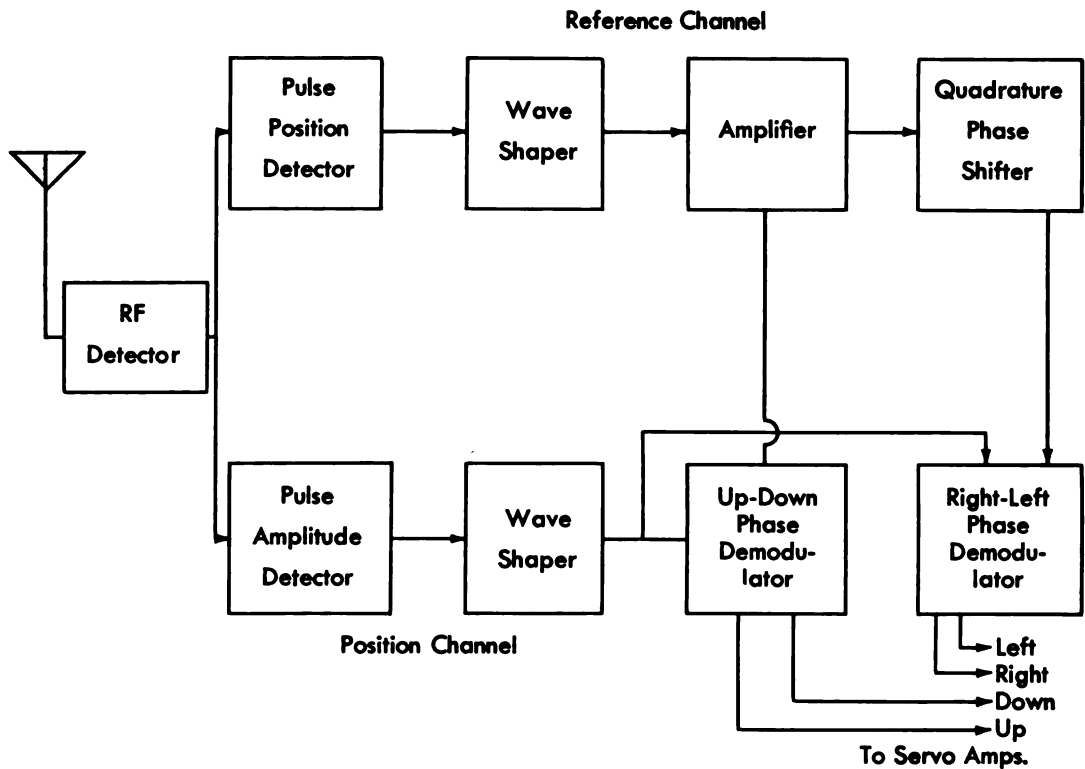 Reference Channel
Pulse
Position
Detector
Wave
Shaper
Amplifier
Quadrature
Phase
Shifter
RF
Detector
Pulse
Amplitude
Detector
Wave
Shaper
Up-Down
Phase
Demodu-
lator
Right-Left
Phase
Demodu-
lator
Position Channel
Left
Right
Down
Up
To Servo Amps.